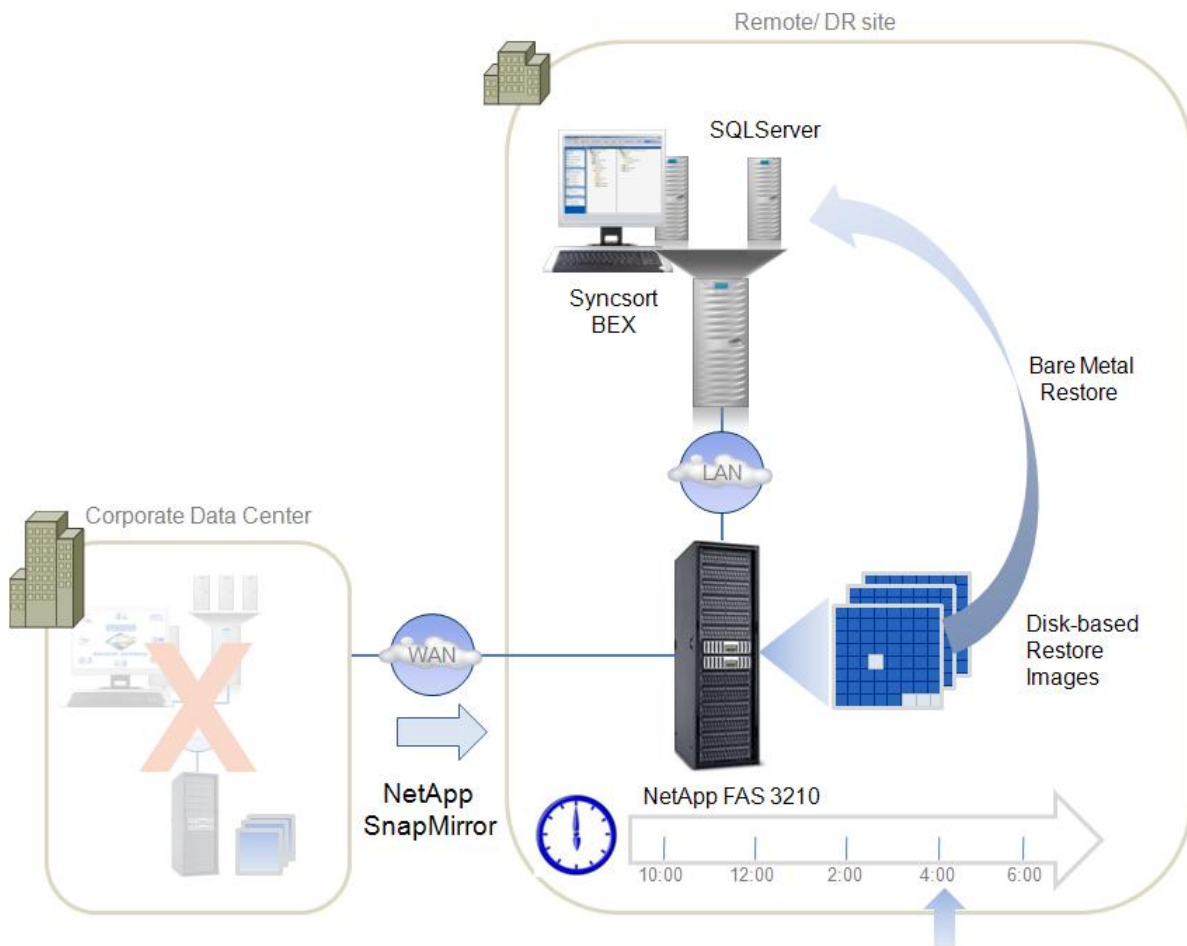 Remote/ DR site
SQLServer
Syncsort
BEX
Bare Metal
Restore
LAN
Corporate Data Center
WAN
Disk-based
Restore
Images
NetApp
SnapMirror
NetApp FAS 3210
10:00
12:00
2:00
4:00
6:00